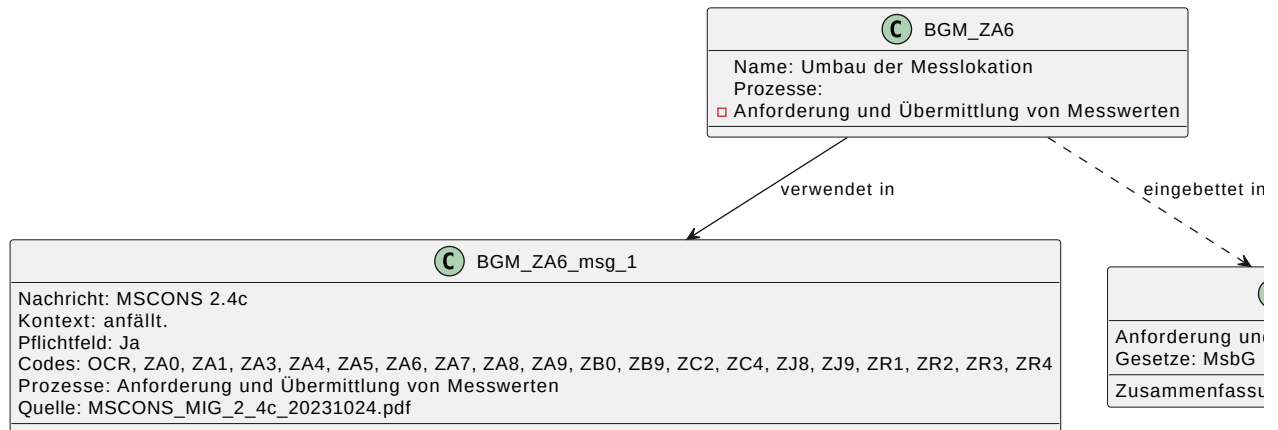 C BGM_ZA6
Name: Umbau der Messlokation
Prozesse:
Anforderung und Übermittlung von Messwerten
verwendet in
eingebettet in
C BGM_ZA6_msg_1
Nachricht: MSCONS 2.4c
Kontext: anfällt.
Pflichtfeld: Ja
Codes: OCR, ZA0, ZA1, ZA3, ZA4, ZA5, ZA6, ZA7, ZA8, ZA9, ZB0, ZB9, ZC2, ZC4, ZJ8, ZJ9, ZR1, ZR2, ZR3, ZR4
Prozesse: Anforderung und Übermittlung von Messwerten
Quelle: MSCONS_MIG_2_4c_20231024.pdf
Anforderung und
Gesetze: MsbG
Zusammenfassu